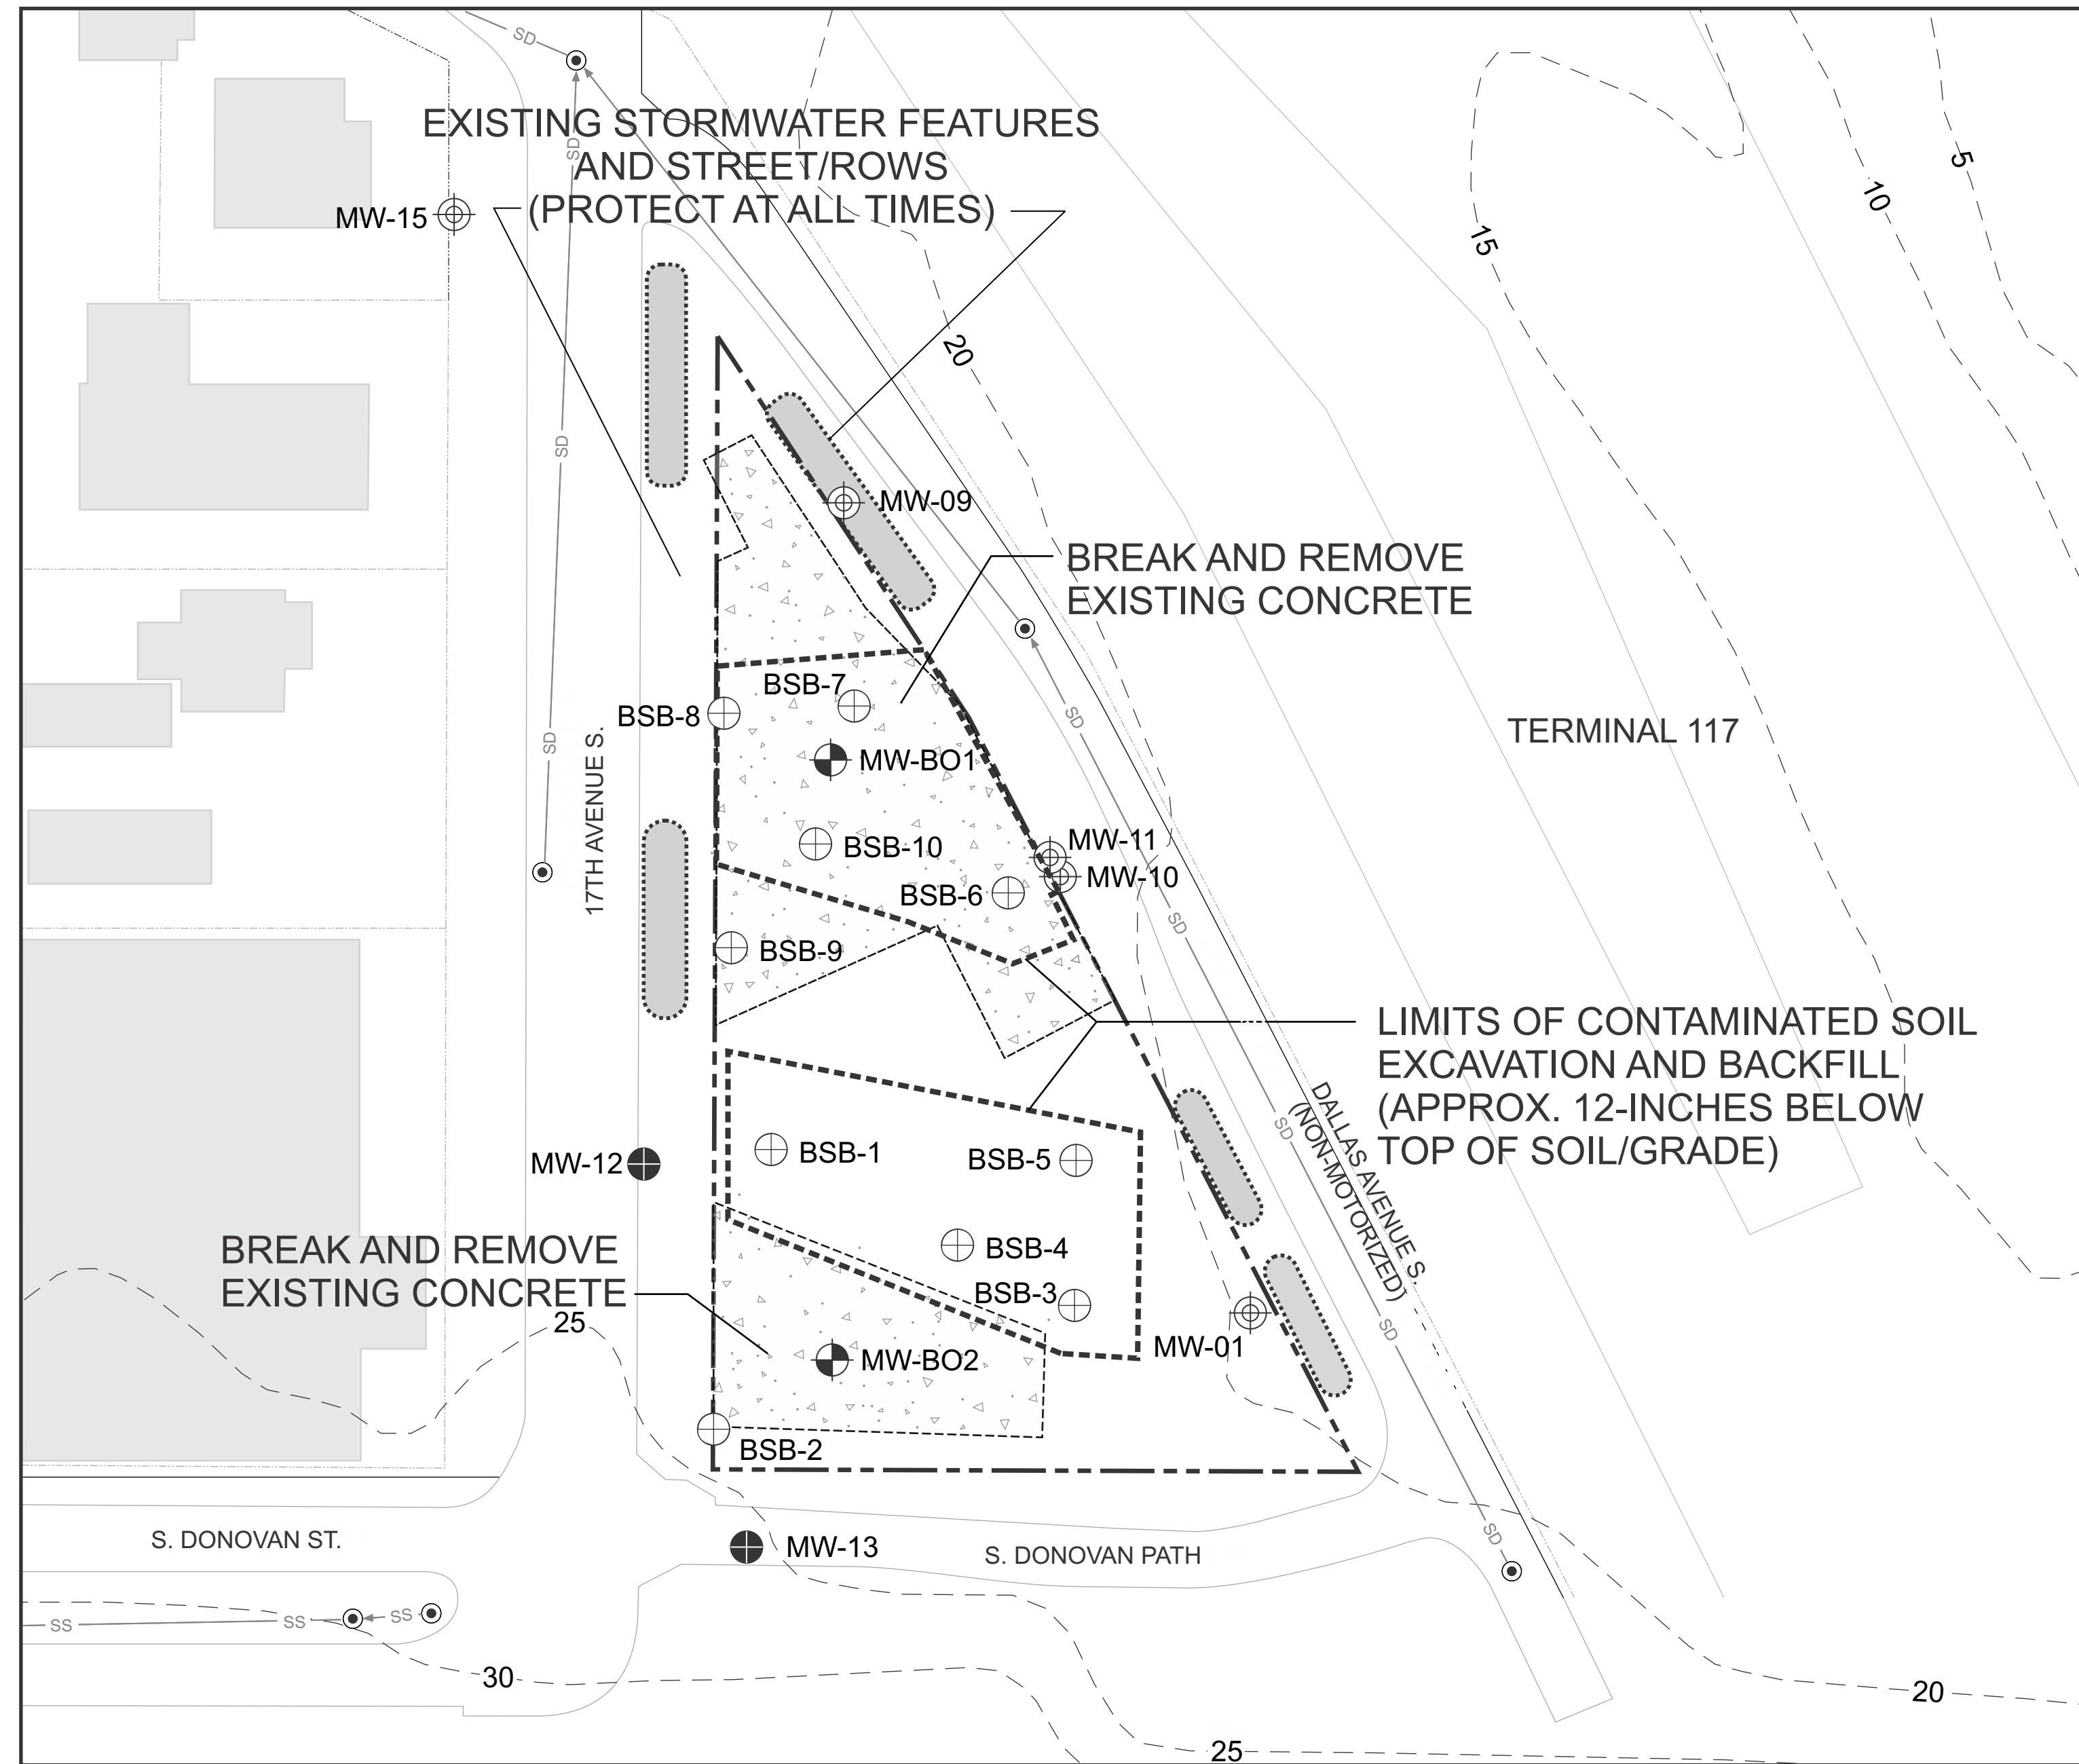 SD
EXISTING STORMWATER FEATURES
AND STREET/ROWS
(PROTECT AT ALL TIMES)
SD
5
10
15
MW-15
20
SD
MW-09
BREAK AND REMOVE
EXISTING CONCRETE
BSB-7
BSB-8
SD
TERMINAL 117
SD
17TH AVENUE S.
MW-BO1
MW-11
BSB-10
MW-10
BSB-6
SD
BSB-9
LIMITS OF CONTAMINATED SOIL
EXCAVATION AND BACKFILL
(APPROX. 12-INCHES BELOW
TOP OF SOIL/GRADE)
SD
DALLAS AVENUE S.
(NON-MOTORIZED)
BSB-1
BSB-5
MW-12
BREAK AND REMOVE
EXISTING CONCRETE
BSB-4
BSB-3
25
SD
MW-01
MW-BO2
BSB-2
S. DONOVAN ST.
MW-13
S. DONOVAN PATH
SD
SS
SS
SS
30
20
25